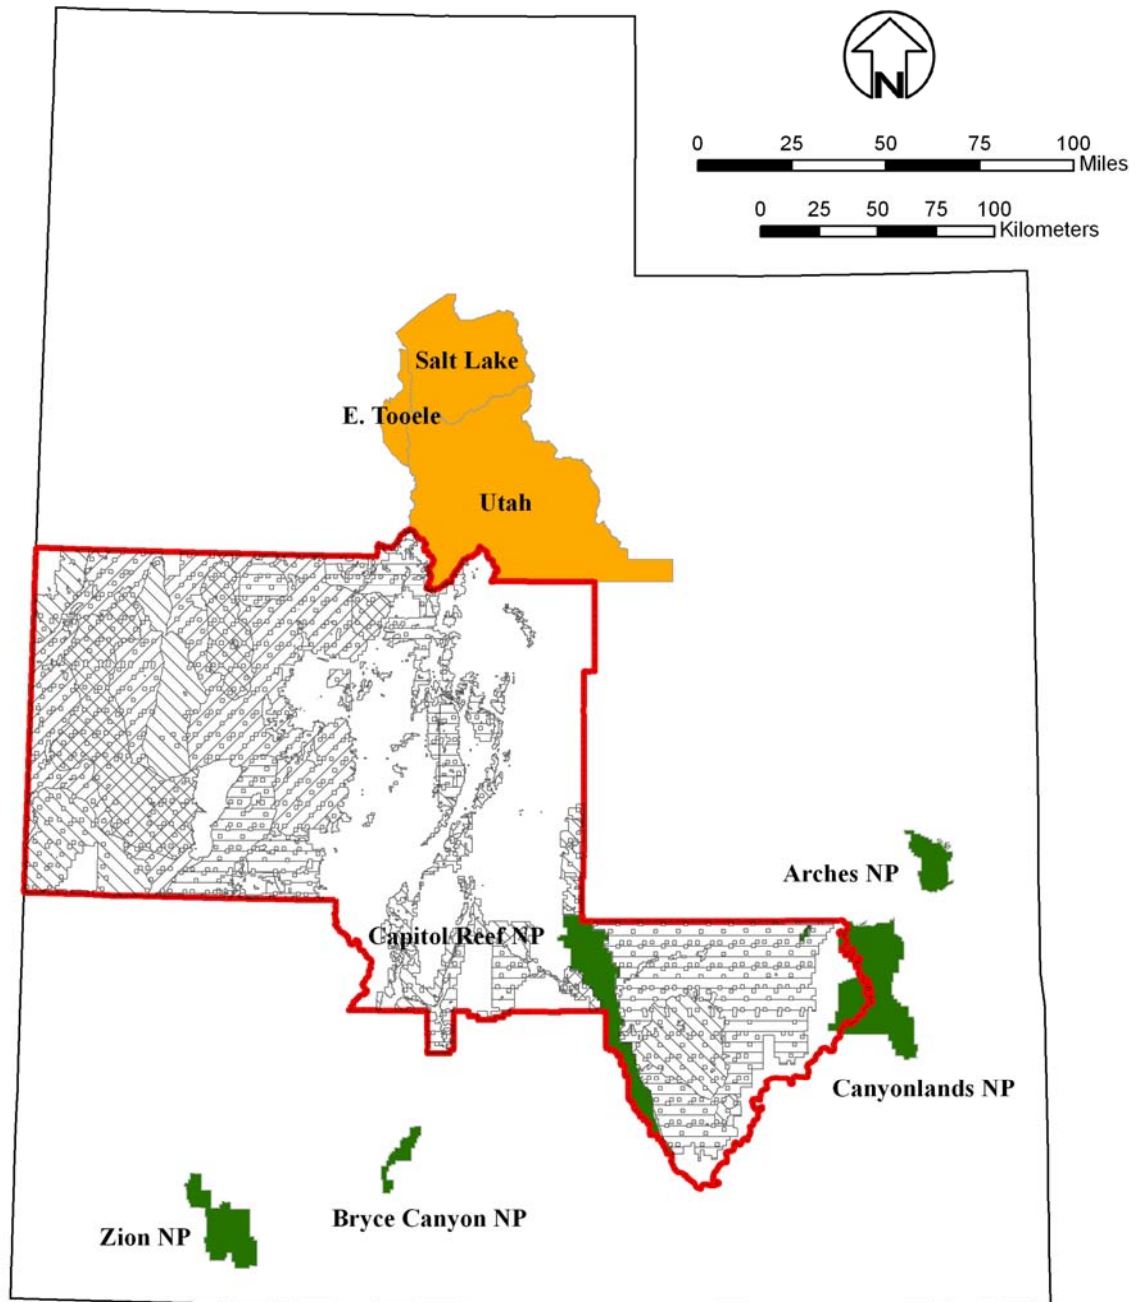 N
0 25 50 75 100
Miles
0 25 50 75 100
Kilometers
Salt Lake
E. Tooele
Utah
Arches NP
Capitol Reef NP
Canyonlands NP
Bryce Canyon NP
Zion NP